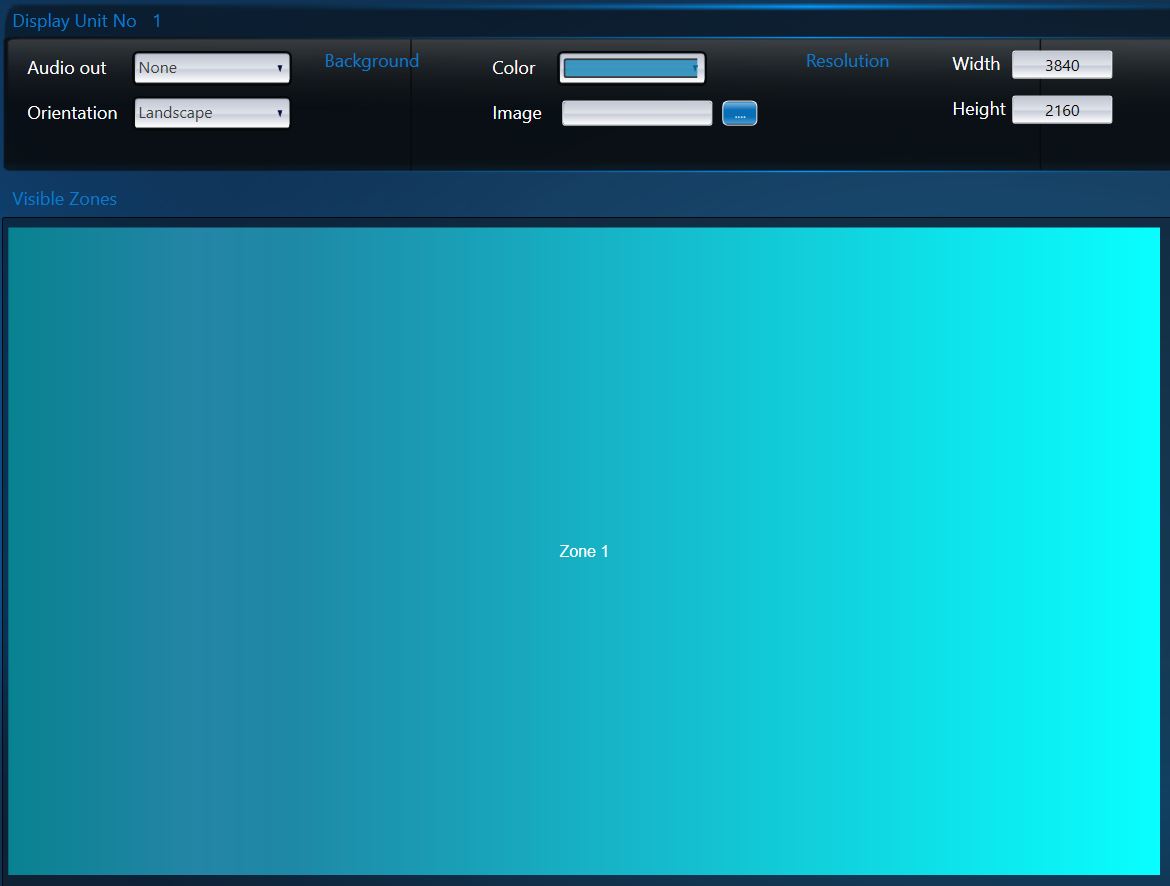 Display Unit No 1
Audio out None Background Color Resolution Width 3840
Orientation Landscape Image .... Height 2160
Visible Zones
Zone 1